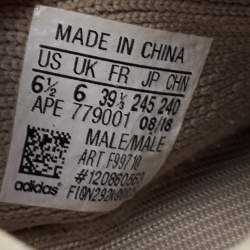 MADE IN CHINA
US UK FR JP CHN
6½ 6 39⅓ 245 240
APE 779001 08/18
MALE/MALE
ART F99710
adidas